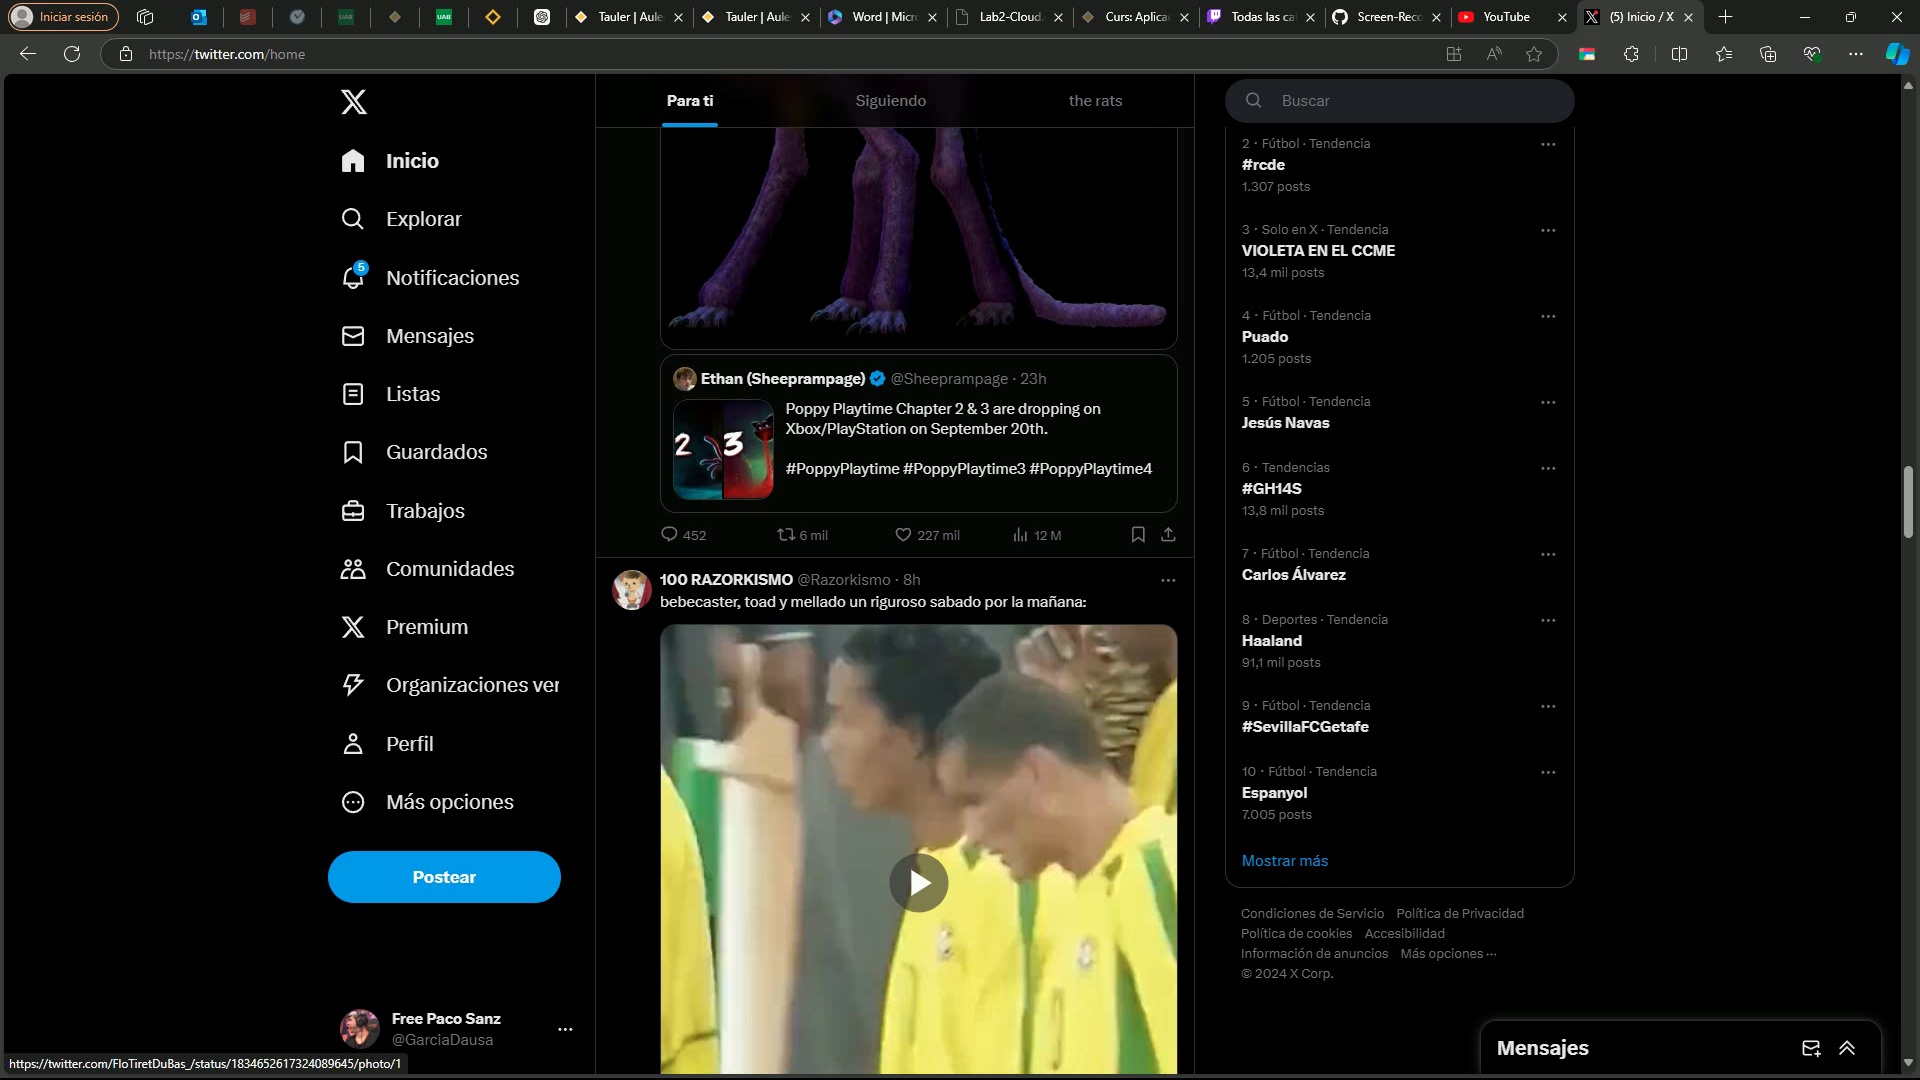 Iniciar sesión
Tauler | Aule
Tauler | Aule
Word | Micr
Lab2-Cloud
Curs: Aplica
Todas las ca
Screen-Reco
YouTube
(5) Inicio / X
https://twitter.com/home
Inicio
Explorar
5
Notificaciones
Mensajes
Listas
Guardados
Trabajos
Comunidades
Premium
Organizaciones ver
Perfil
Más opciones
Postear
Free Paco Sanz
@GarciaDausa
https://twitter.com/FloTiretDuBas_/status/1834652617324089645/photo/1
Para ti
Siguiendo
the rats
Ethan (Sheeprampage) @Sheeprampage · 23h
2 3
Poppy Playtime Chapter 2 & 3 are dropping on
Xbox/PlayStation on September 20th.
#PoppyPlaytime #PoppyPlaytime3 #PoppyPlaytime4
452
6 mil
227 mil
12 M
100 RAZORKISMO @Razorkismo · 8h
bebecaster, toad y mellado un riguroso sabado por la mañana:
Buscar
2 · Fútbol · Tendencia
#rcde
1.307 posts
3 · Solo en X · Tendencia
VIOLETA EN EL CCME
13,4 mil posts
4 · Fútbol · Tendencia
Puado
1.205 posts
5 · Fútbol · Tendencia
Jesús Navas
6 · Tendencias
#GH14S
13,8 mil posts
7 · Fútbol · Tendencia
Carlos Álvarez
8 · Deportes · Tendencia
Haaland
91,1 mil posts
9 · Fútbol · Tendencia
#SevillaFCGetafe
10 · Fútbol · Tendencia
Espanyol
7.005 posts
Mostrar más
Condiciones de Servicio Política de Privacidad
Política de cookies Accesibilidad
Información de anuncios Más opciones ···
© 2024 X Corp.
Mensajes